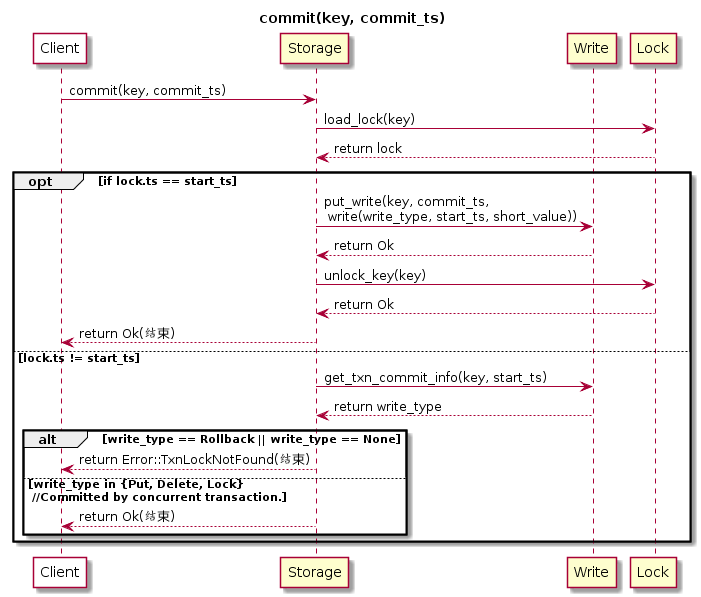 commit(key, commit_ts)
Client
Storage
Write
Lock
commit(key, commit_ts)
load_lock(key)
return lock
opt
[if lock.ts == start_ts]
put_write(key, commit_ts,
write(write_type, start_ts, short_value))
return Ok
unlock_key(key)
return Ok
return Ok(结束)
[lock.ts != start_ts]
get_txn_commit_info(key, start_ts)
return write_type
alt
[write_type == Rollback || write_type == None]
return Error::TxnLockNotFound(结束)
[write_type in {Put, Delete, Lock}
//Committed by concurrent transaction.]
return Ok(结束)
Client
Storage
Write
Lock